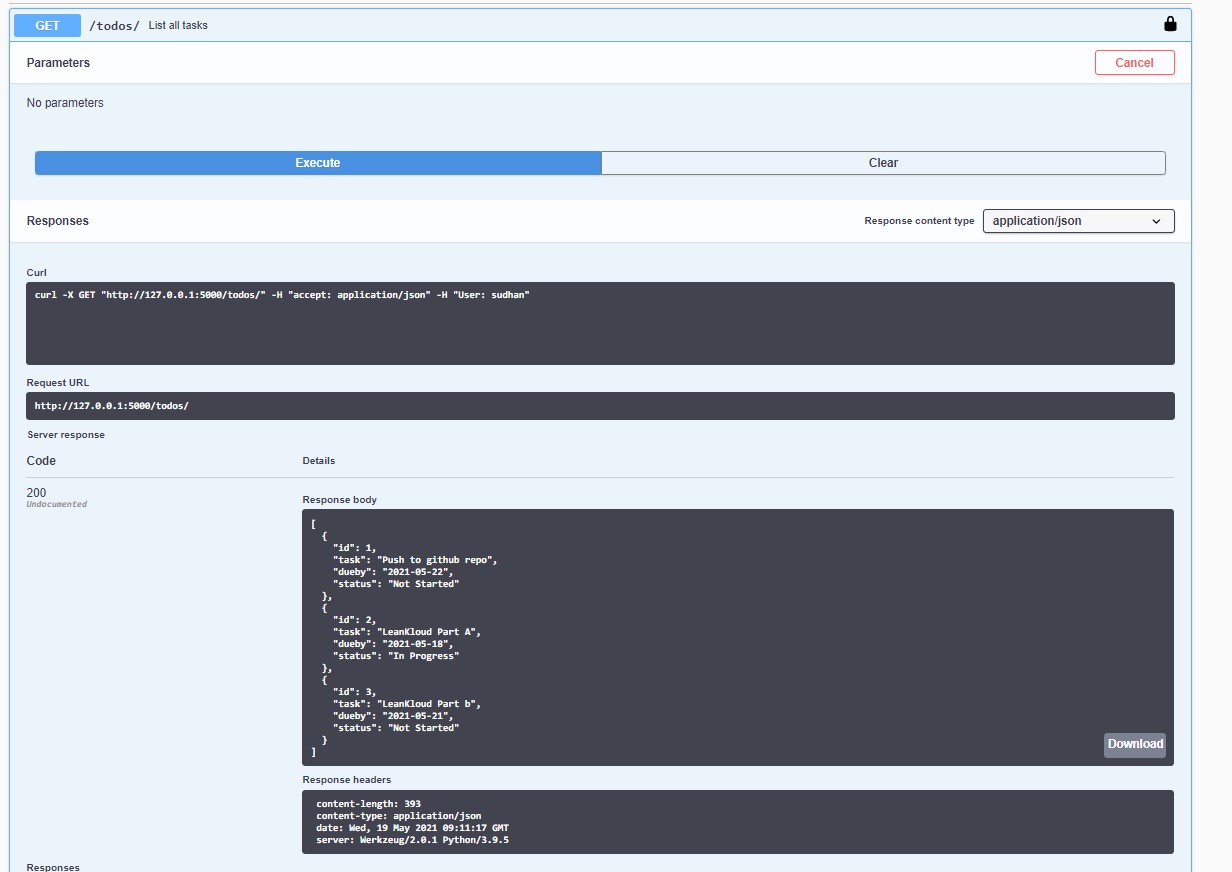 GET /todos/ List all tasks
Parameters Cancel
No parameters
Execute Clear
Responses Response content type application/json
Curl
curl -X GET "http://127.0.0.1:5000/todos/" -H "accept: application/json" -H "User: sudhan"
Request URL
http://127.0.0.1:5000/todos/
Server response
Code Details
200
Undocumented
Response body
[
  {
    "id": 1,
    "task": "Push to github repo",
    "dueby": "2021-05-22",
    "status": "Not Started"
  },
  {
    "id": 2,
    "task": "LeanKloud Part A",
    "dueby": "2021-05-18",
    "status": "In Progress"
  },
  {
    "id": 3,
    "task": "LeanKloud Part b",
    "dueby": "2021-05-21",
    "status": "Not Started"
  }
]
Download
Response headers
content-length: 393
content-type: application/json
date: Wed, 19 May 2021 09:11:17 GMT
server: Werkzeug/2.0.1 Python/3.9.5
Responses